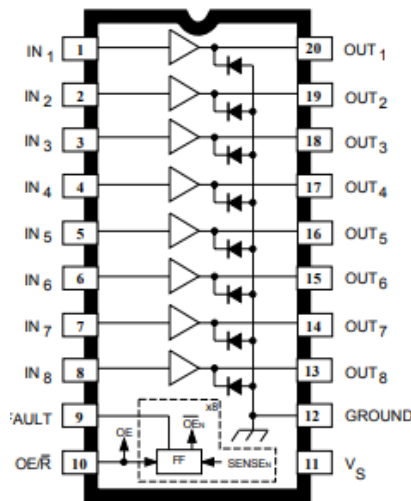 IN 1 1 20 OUT 1
IN 2 2 19 OUT 2
IN 3 3 18 OUT 3
IN 4 4 17 OUT 4
IN 5 5 16 OUT 5
IN 6 6 15 OUT 6
IN 7 7 14 OUT 7
IN 8 8 13 OUT 8
x8
FAULT 9 OE OEN 12 GROUND
OE/R 10 FF SENSEN 11 VS